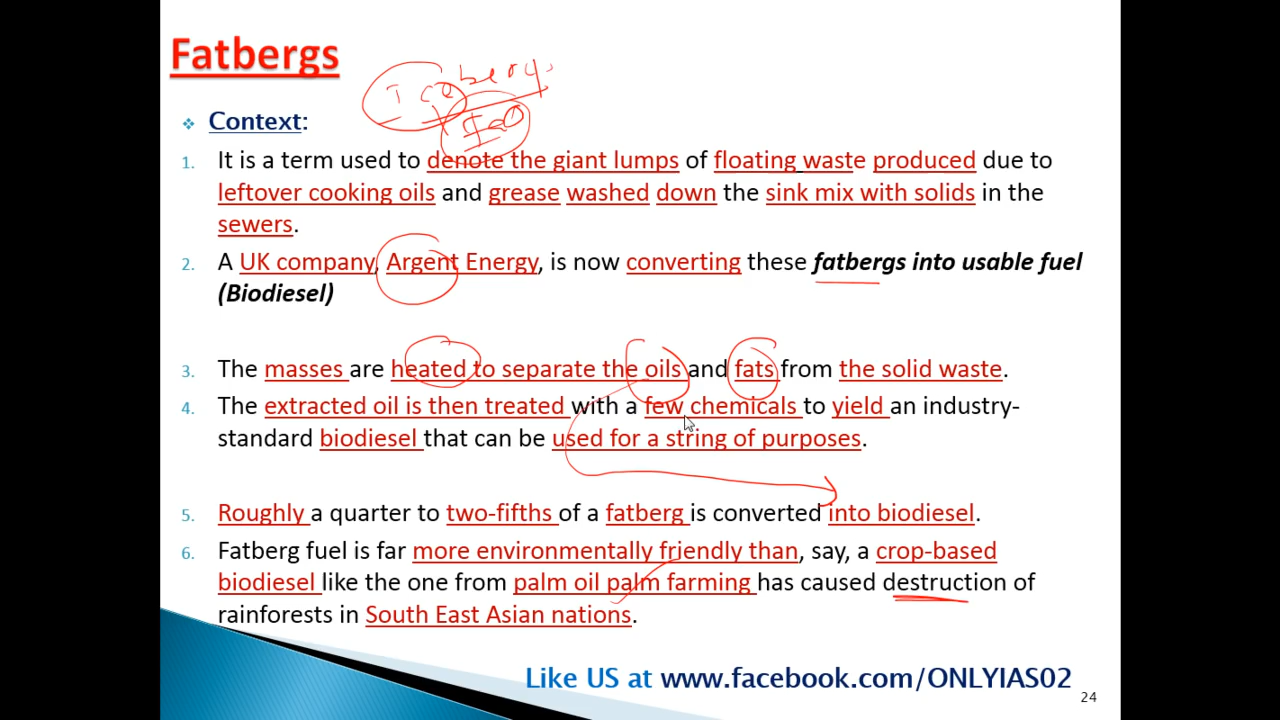 Fatbergs
Iceberg
Fat
Context:
1. It is a term used to denote the giant lumps of floating waste produced due to
leftover cooking oils and grease washed down the sink mix with solids in the
sewers.
2. A UK company, Argent Energy, is now converting these fatbergs into usable fuel
(Biodiesel)
3. The masses are heated to separate the oils and fats from the solid waste.
4. The extracted oil is then treated with a few chemicals to yield an industry-
standard biodiesel that can be used for a string of purposes.
5. Roughly a quarter to two-fifths of a fatberg is converted into biodiesel.
6. Fatberg fuel is far more environmentally friendly than, say, a crop-based
biodiesel like the one from palm oil palm farming has caused destruction of
rainforests in South East Asian nations.
Like US at www.facebook.com/ONLYIAS02
24